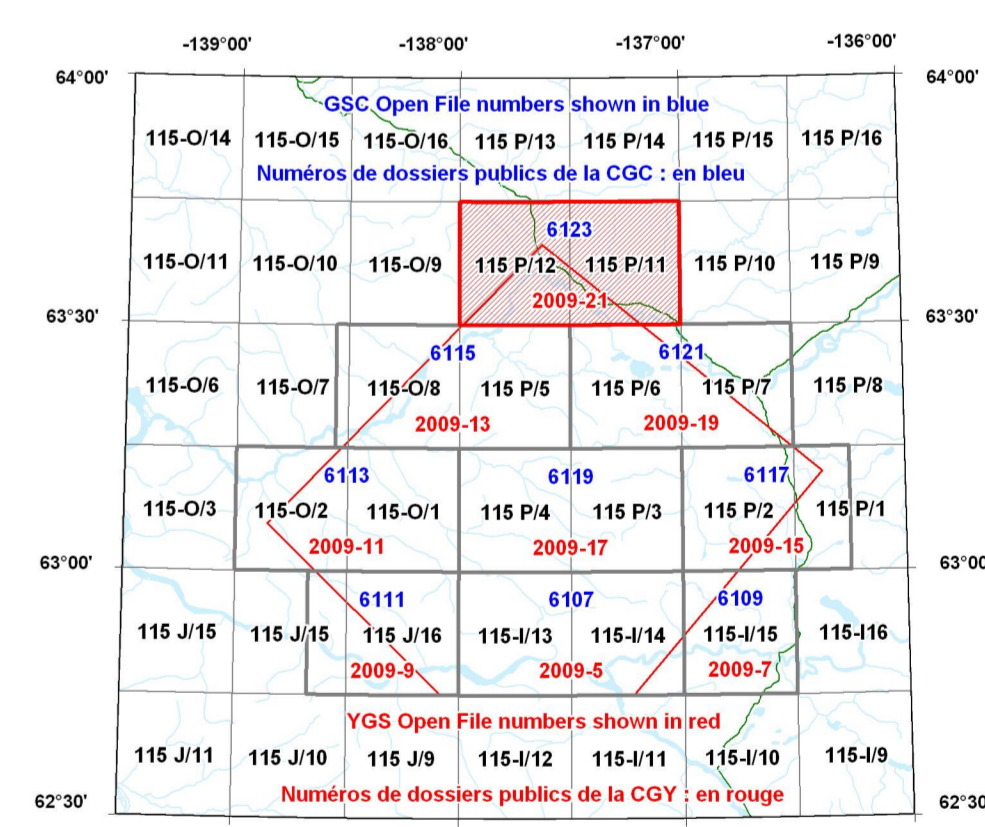 -139°00' -138°00' -137°00' -136°00'
64°00' 64°00'
GSC Open File numbers shown in blue
115-O/14 115-O/15 115-O/16 115 P/13 115 P/14 115 P/15 115 P/16
Numéros de dossiers publics de la CGC : en bleu
6123
115-O/11 115-O/10 115-O/9 115 P/12 115 P/11 115 P/10 115 P/9
2009-21
63°30' 63°30'
6115 6121
115-O/6 115-O/7 115-O/8 115 P/5 115 P/6 115 P/7 115 P/8
2009-13 2009-19
6113 6119 6117
115-O/3 115-O/2 115-O/1 115 P/4 115 P/3 115 P/2 115 P/1
2009-11 2009-17 2009-15
63°00' 63°00'
6111 6107 6109
115 J/15 115 J/15 115 J/16 115-I/13 115-I/14 115-I/15 115-I16
2009-9 2009-5 2009-7
YGS Open File numbers shown in red
115 J/11 115 J/10 115 J/9 115-I/12 115-I/11 115-I/10 115-I/9
Numéros de dossiers publics de la CGY : en rouge
62°30' 62°30